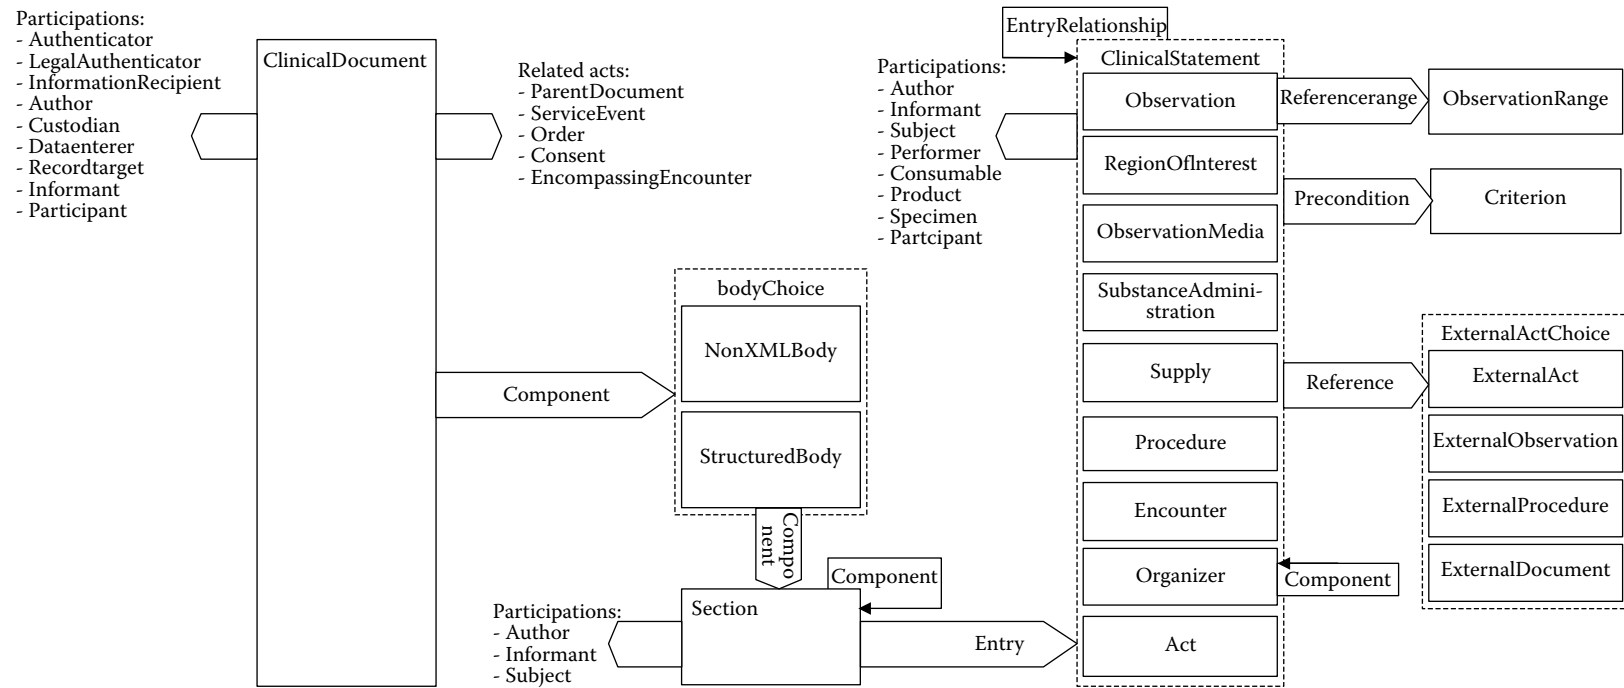 Participations:
- Authenticator
- LegalAuthenticator
- InformationRecipient
- Author
- Custodian
- Dataenterer
- Recordtarget
- Informant
- Participant
ClinicalDocument
Related acts:
- ParentDocument
- ServiceEvent
- Order
- Consent
- EncompassingEncounter
Component
bodyChoice
NonXMLBody
StructuredBody
Compo
nent
Component
Section
Participations:
- Author
- Informant
- Subject
Entry
EntryRelationship
Participations:
- Author
- Informant
- Subject
- Performer
- Consumable
- Product
- Specimen
- Partcipant
ClinicalStatement
Observation
RegionOfInterest
ObservationMedia
SubstanceAdmini-
stration
Supply
Procedure
Encounter
Organizer
Act
Component
Referencerange
ObservationRange
Precondition
Criterion
Reference
ExternalActChoice
ExternalAct
ExternalObservation
ExternalProcedure
ExternalDocument